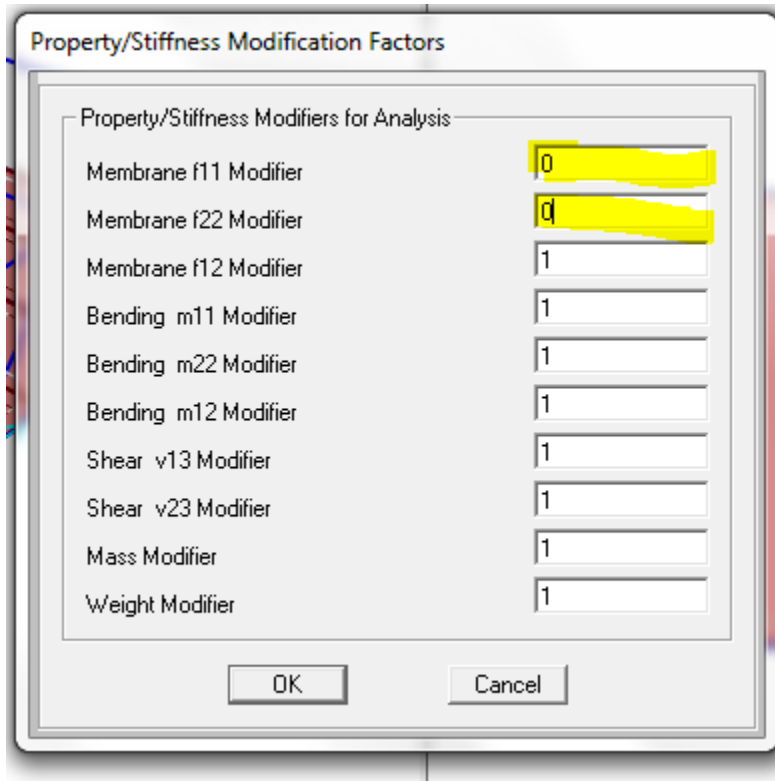 Property/Stiffness Modification Factors
Property/Stiffness Modifiers for Analysis
Membrane f11 Modifier 0
Membrane f22 Modifier 0
Membrane f12 Modifier 1
Bending m11 Modifier 1
Bending m22 Modifier 1
Bending m12 Modifier 1
Shear v13 Modifier 1
Shear v23 Modifier 1
Mass Modifier 1
Weight Modifier 1
OK Cancel